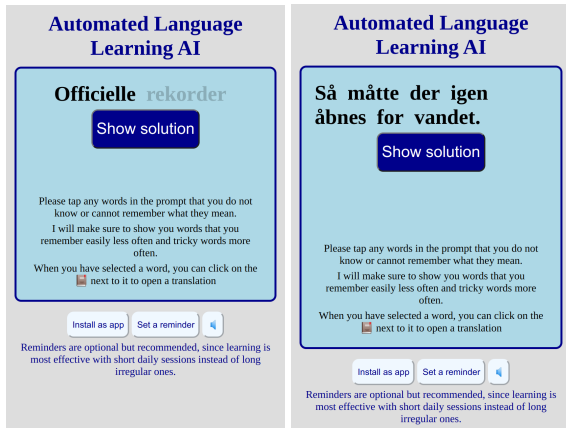 Automated Language
Learning AI
Officielle rekorder
Show solution
Please tap any words in the prompt that you do not
know or cannot remember what they mean.
I will make sure to show you words that you
remember easily less often and tricky words more
often.
When you have selected a word, you can click on the
next to it to open a translation
Install as app
Set a reminder
Reminders are optional but recommended, since learning is
most effective with short daily sessions instead of long
irregular ones.
Automated Language
Learning AI
Så måtte der igen
åbnes for vandet.
Show solution
Please tap any words in the prompt that you do not
know or cannot remember what they mean.
I will make sure to show you words that you
remember easily less often and tricky words more
often.
When you have selected a word, you can click on the
next to it to open a translation
Install as app
Set a reminder
Reminders are optional but recommended, since learning is
most effective with short daily sessions instead of long
irregular ones.